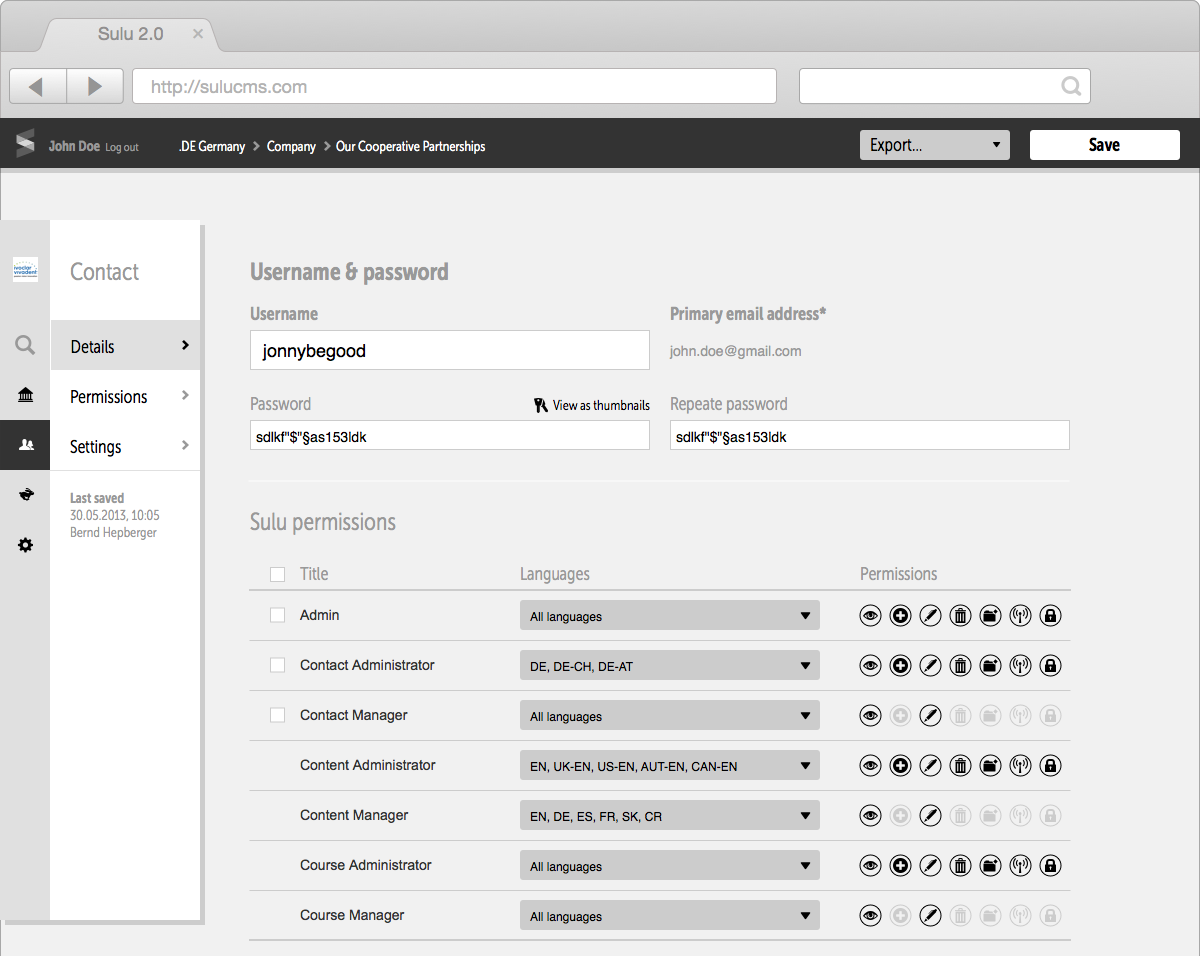 Sulu 2.0
http://sulucms.com
John Doe Log out .DE Germany Company Our Cooperative Partnerships Export... Save
ivoclar
vivadent
Contact
Details
Permissions
Settings
Last saved
30.05.2013, 10:05
Bernd Hepberger
Username & password
Username Primary email address*
jonnybegood john.doe@gmail.com
Password View as thumbnails Repeate password
sdlkf"$"§as153ldk sdlkf"$"§as153ldk
Sulu permissions
Title Languages Permissions
Admin All languages
Contact Administrator DE, DE-CH, DE-AT
Contact Manager All languages
Content Administrator EN, UK-EN, US-EN, AUT-EN, CAN-EN
Content Manager EN, DE, ES, FR, SK, CR
Course Administrator All languages
Course Manager All languages